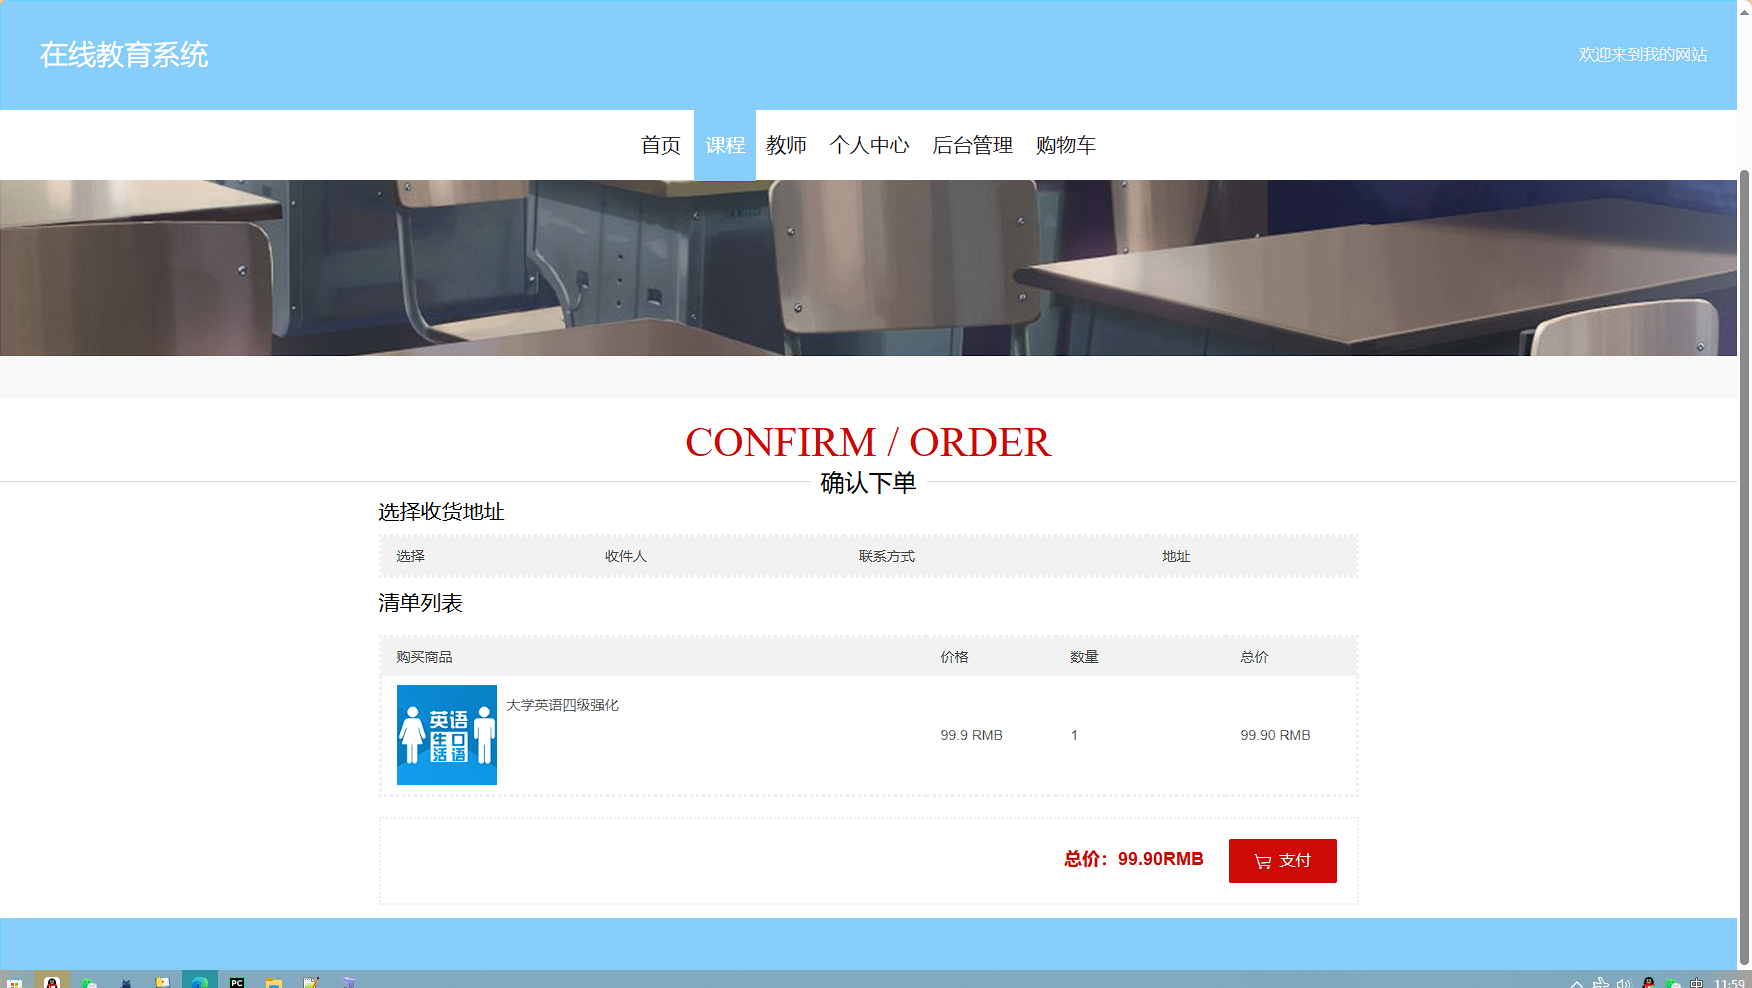 在线教育系统
欢迎来到我的网站
首页 课程 教师 个人中心 后台管理 购物车
CONFIRM / ORDER
确认下单
选择收货地址
选择 收件人 联系方式 地址
清单列表
购买商品 价格 数量 总价
英语
生口
活语
大学英语四级强化
99.9 RMB 1 99.90 RMB
总价：99.90RMB 支付
PC 中 11:59